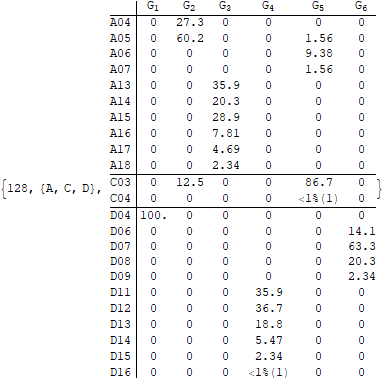 G1 G2 G3 G4 G5 G6
A04 0 27.3 0 0 0 0
A05 0 60.2 0 0 1.56 0
A06 0 0 0 0 9.38 0
A07 0 0 0 0 1.56 0
A13 0 0 35.9 0 0 0
A14 0 0 20.3 0 0 0
A15 0 0 28.9 0 0 0
A16 0 0 7.81 0 0 0
A17 0 0 4.69 0 0 0
A18 0 0 2.34 0 0 0
{128, {A, C, D}, C03 0 12.5 0 0 86.7 0 }
C04 0 0 0 0 <1%(1) 0
D04 100. 0 0 0 0 0
D06 0 0 0 0 0 14.1
D07 0 0 0 0 0 63.3
D08 0 0 0 0 0 20.3
D09 0 0 0 0 0 2.34
D11 0 0 0 35.9 0 0
D12 0 0 0 36.7 0 0
D13 0 0 0 18.8 0 0
D14 0 0 0 5.47 0 0
D15 0 0 0 2.34 0 0
D16 0 0 0 <1%(1) 0 0